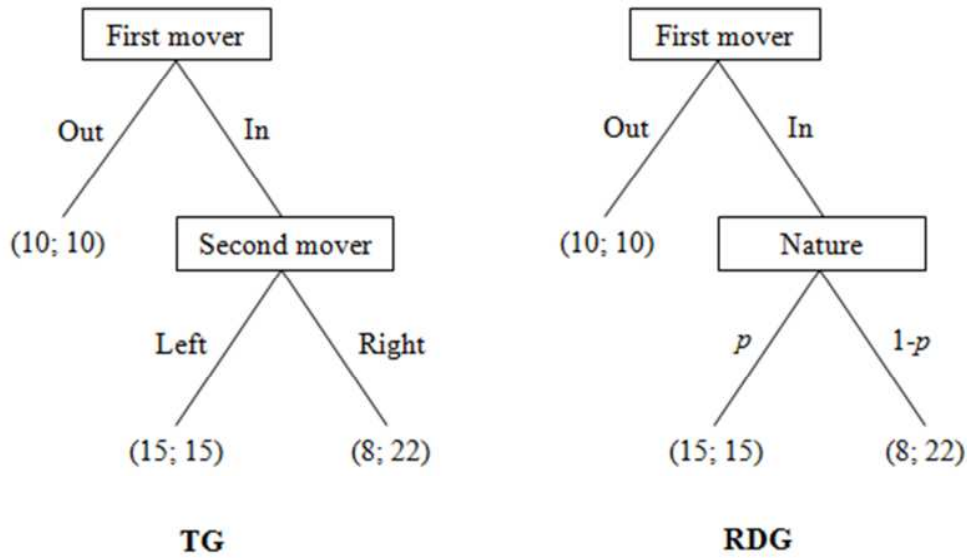 First mover
Out
In
(10; 10)
Second mover
Left
Right
(15; 15)
(8; 22)
TG
First mover
Out
In
(10; 10)
Nature
p
1-p
(15; 15)
(8; 22)
RDG